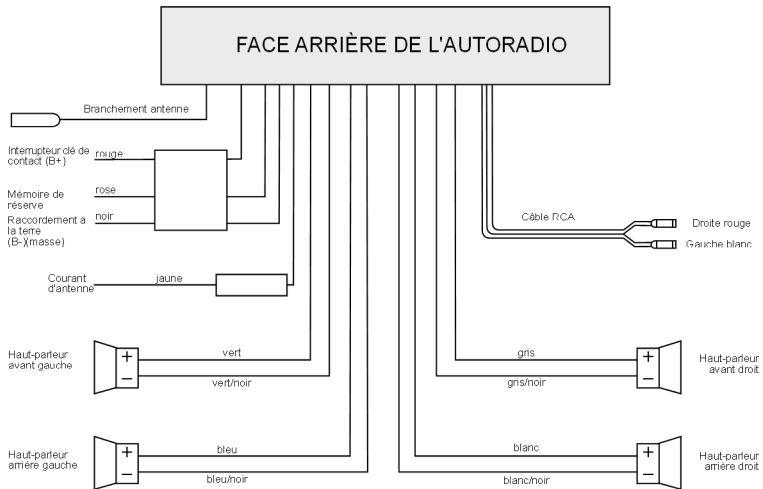 FACE ARRIÈRE DE L'AUTORADIO
Branchement antenne
Interrupteur clé de
contact (B+)
rouge
Mémoire de
réserve
rose
Raccordement à
la terre
(B-)(masse)
noir
Câble RCA
Droite rouge
Gauche blanc
Courant
d'antenne
jaune
Haut-parleur
avant gauche
+
−
vert
vert/noir
gris
gris/noir
+
−
Haut-parleur
avant droit
Haut-parleur
arrière gauche
+
−
bleu
bleu/noir
blanc
blanc/noir
+
−
Haut-parleur
arrière droit